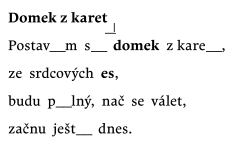 Domek z karet
Postav__m s__ domek z kare__,
ze srdcových es,
budu p__lný, nač se válet,
začnu ješt__ dnes.